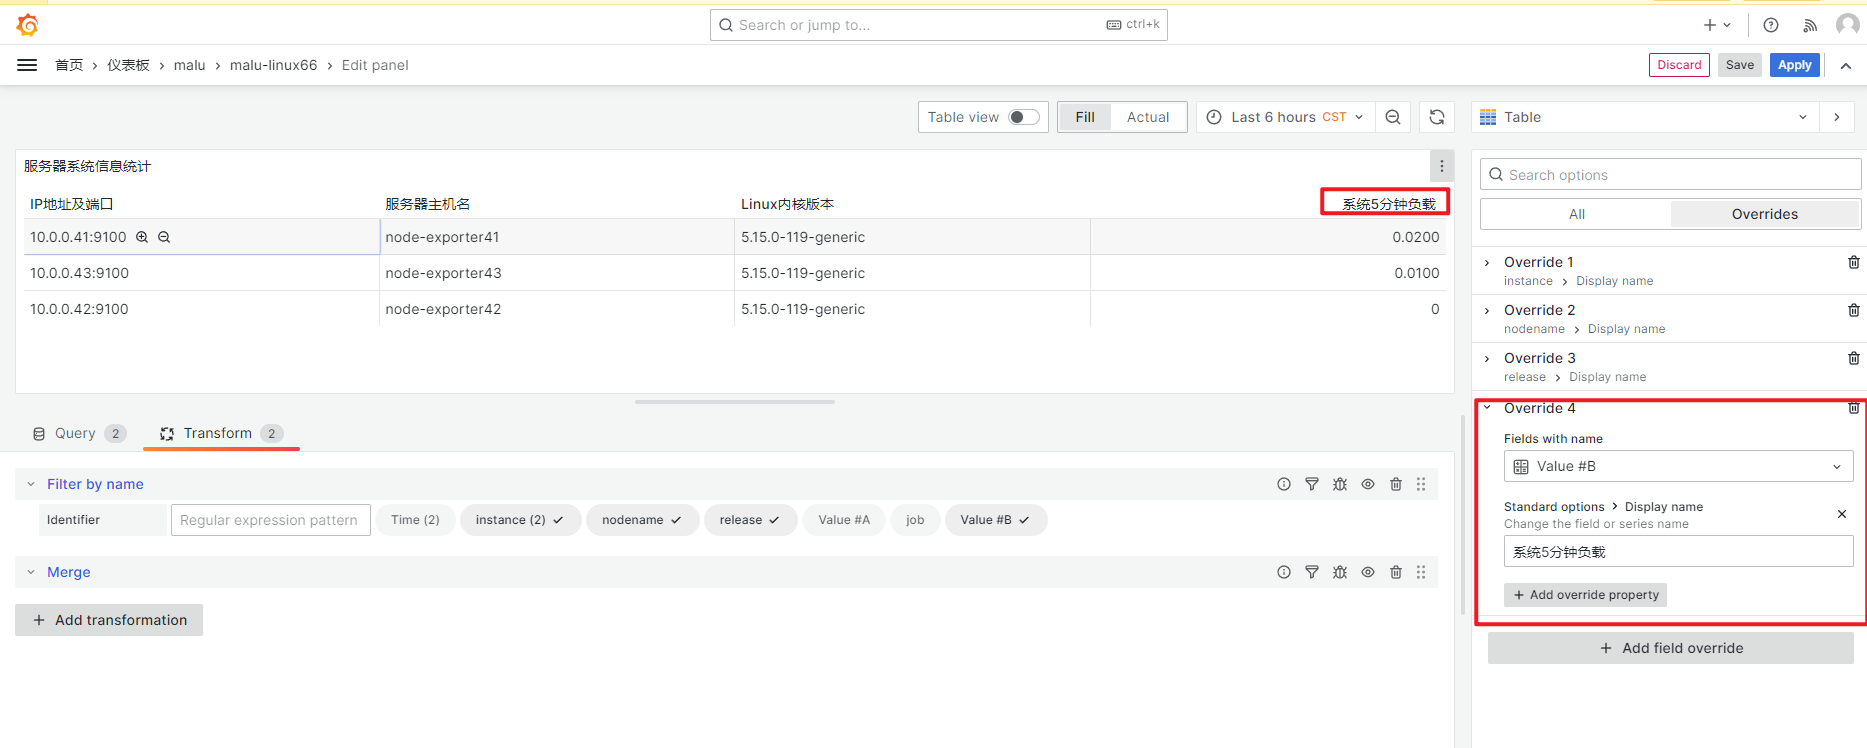 Search or jump to...
ctrl+k
首页 › 仪表板 › malu › malu-linux66 › Edit panel
Discard
Save
Apply
Table view
Fill
Actual
Last 6 hours CST
Table
服务器系统信息统计
IP地址及端口 服务器主机名 Linux内核版本 系统5分钟负载
10.0.0.41:9100 node-exporter41 5.15.0-119-generic 0.0200
10.0.0.43:9100 node-exporter43 5.15.0-119-generic 0.0100
10.0.0.42:9100 node-exporter42 5.15.0-119-generic 0
Query 2
Transform 2
Filter by name
Identifier
Regular expression pattern
Time (2)
instance (2)
nodename
release
Value #A
job
Value #B
Merge
+ Add transformation
Search options
All
Overrides
Override 1
instance › Display name
Override 2
nodename › Display name
Override 3
release › Display name
Override 4
Fields with name
Value #B
Standard options › Display name
Change the field or series name
系统5分钟负载
+ Add override property
+ Add field override